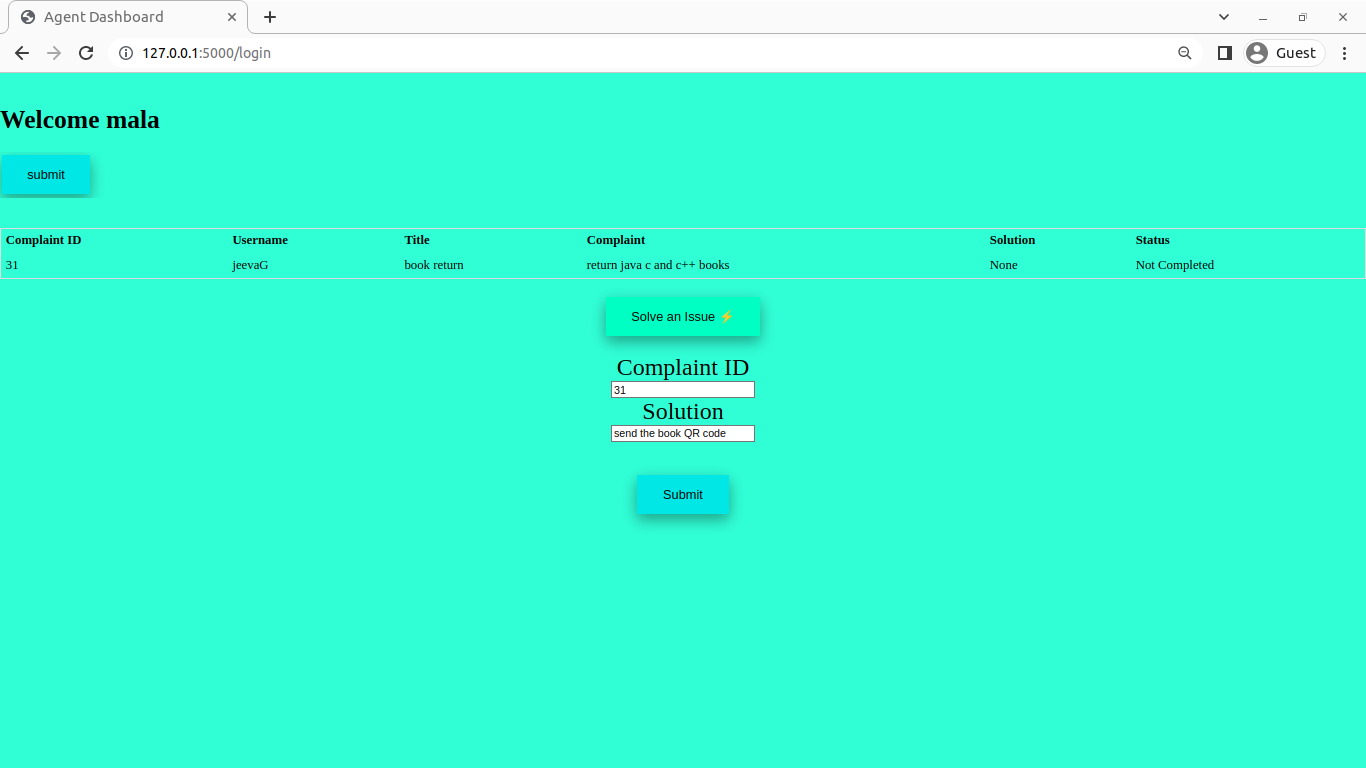 Agent Dashboard
127.0.0.1:5000/login
Guest
Welcome mala
submit
Complaint ID Username Title Complaint Solution Status
31 jeevaG book return return java c and c++ books None Not Completed
Solve an Issue ⚡
Complaint ID
31
Solution
send the book QR code
Submit